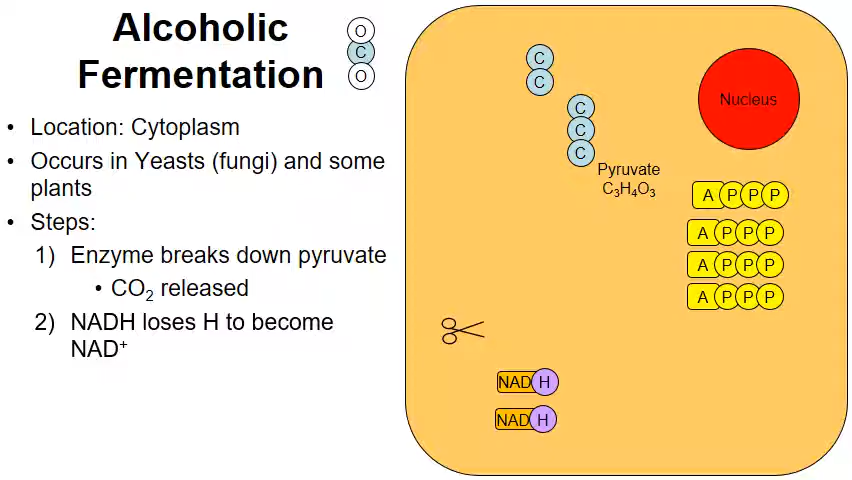 Alcoholic
Fermentation
O
C
O
• Location: Cytoplasm
• Occurs in Yeasts (fungi) and some
plants
• Steps:
1) Enzyme breaks down pyruvate
• CO₂ released
2) NADH loses H to become
NAD⁺
C
C
C
C
C
Pyruvate
C₃H₄O₃
Nucleus
A P P P
A P P P
A P P P
A P P P
NAD H
NAD H